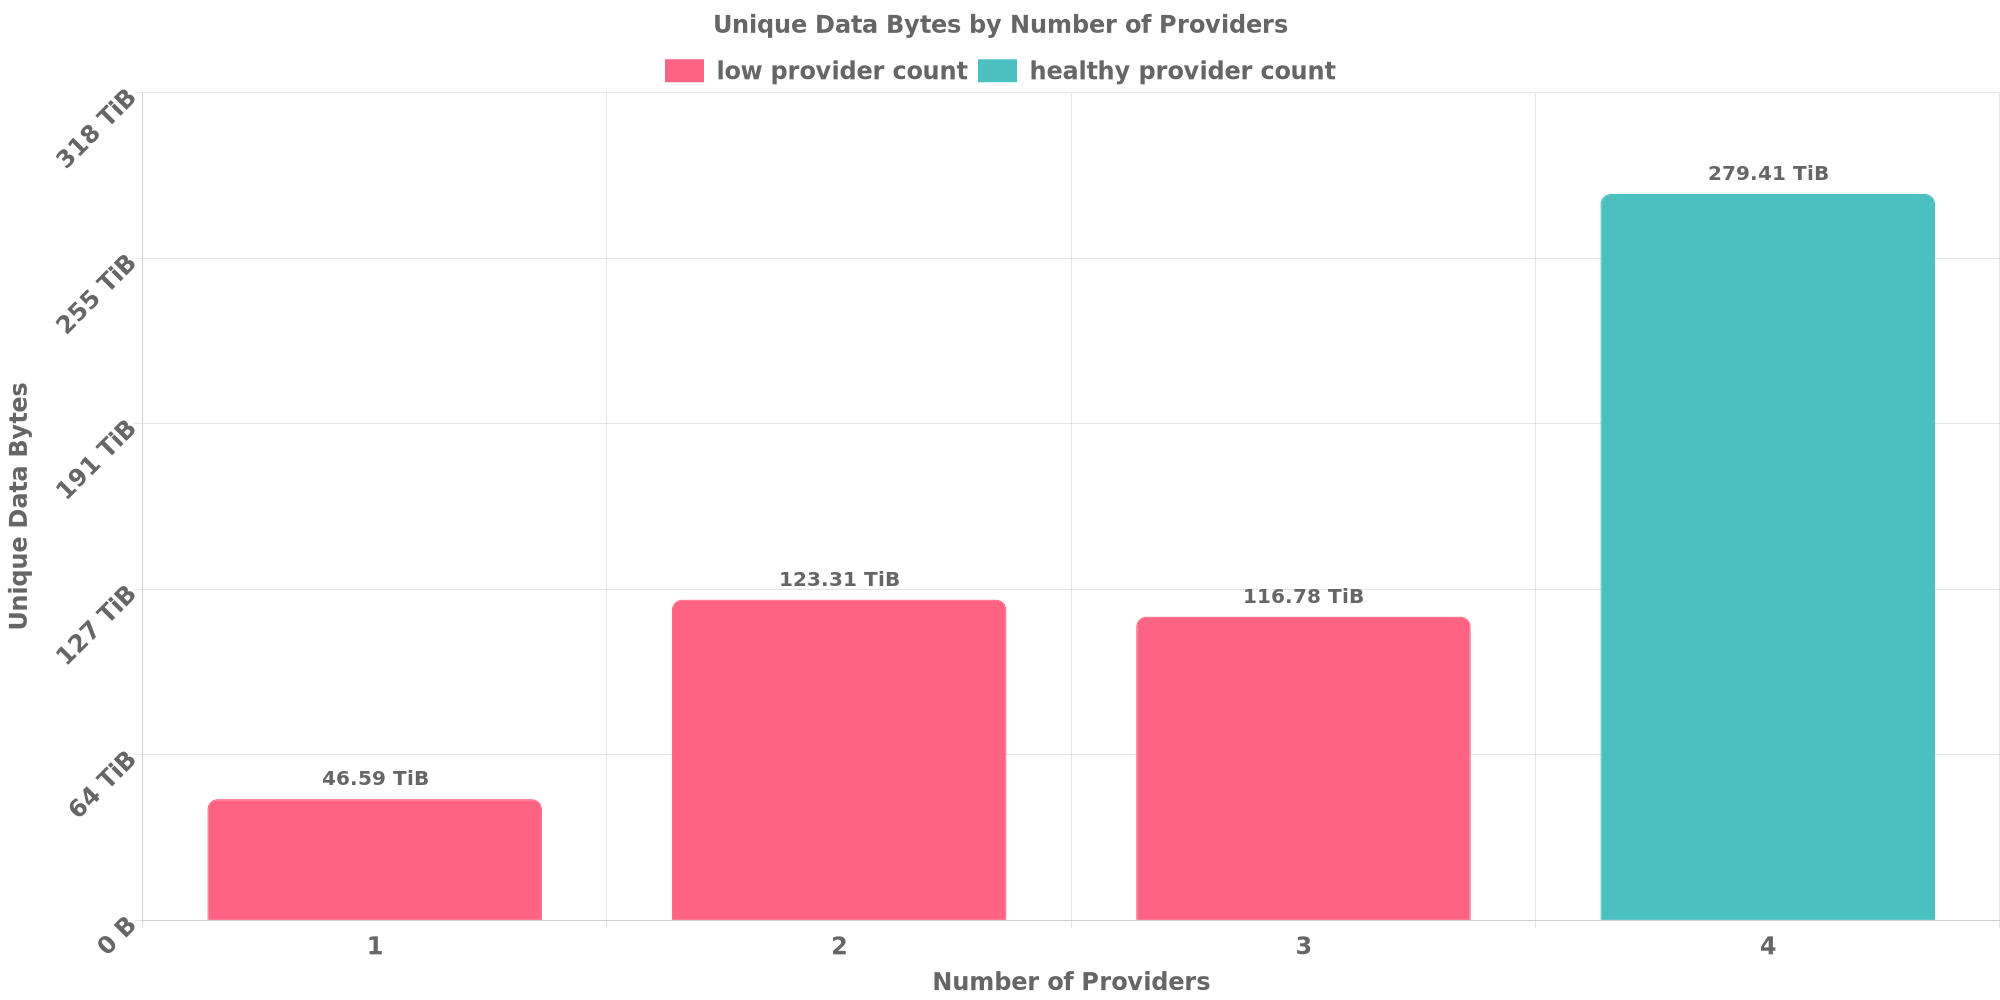 Unique Data Bytes by Number of Providers
low provider count healthy provider count
318 TiB
255 TiB
191 TiB
127 TiB
64 TiB
0 B
Unique Data Bytes
46.59 TiB
123.31 TiB
116.78 TiB
279.41 TiB
1 2 3 4
Number of Providers